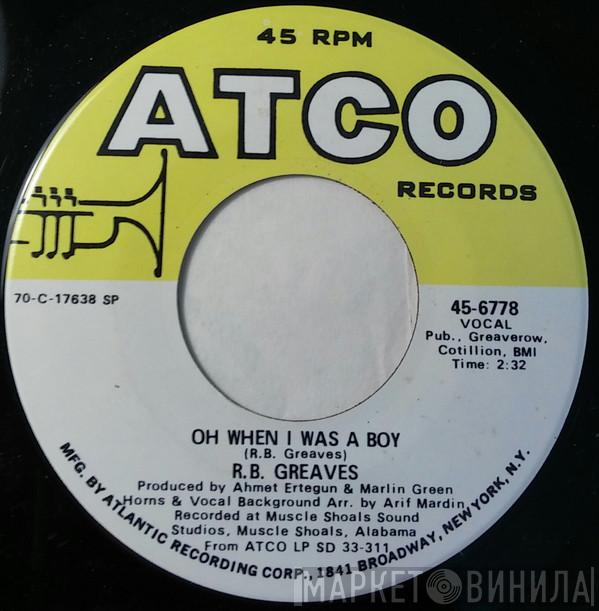 45 RPM
ATCO
RECORDS
70-C-17638 SP
45-6778
VOCAL
Pub., Greaverow,
Cotillion, BMI
Time: 2:32
OH WHEN I WAS A BOY
(R.B. Greaves)
R.B. GREAVES
Produced by Ahmet Ertegun & Marlin Green
Horns & Vocal Background Arr. by Arif Mardin
Recorded at Muscle Shoals Sound
Studios, Muscle Shoals, Alabama
From ATCO LP SD 33-311
MFG. BY ATLANTIC RECORDING CORP., 1841 BROADWAY, NEW YORK, N.Y.
МАРКЕТ ВИНИЛА